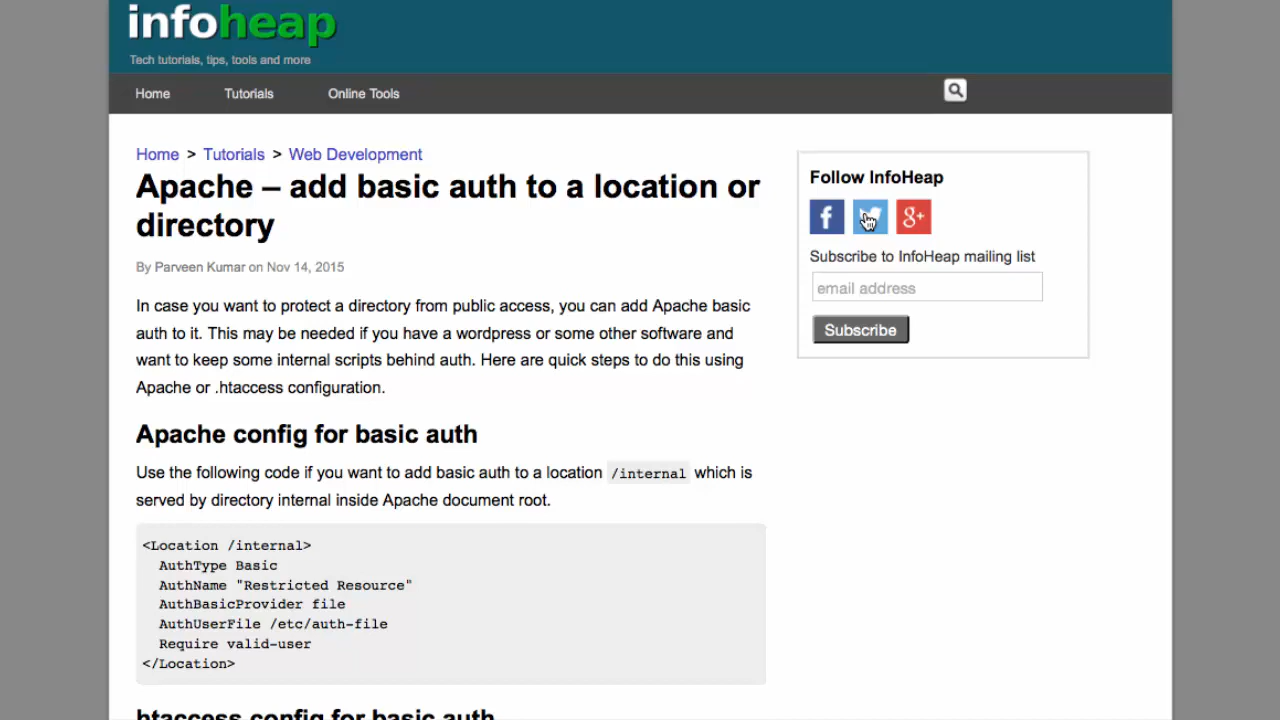 infoheap
Tech tutorials, tips, tools and more
Home Tutorials Online Tools
Home > Tutorials > Web Development
Apache – add basic auth to a location or
directory
By Parveen Kumar on Nov 14, 2015
In case you want to protect a directory from public access, you can add Apache basic
auth to it. This may be needed if you have a wordpress or some other software and
want to keep some internal scripts behind auth. Here are quick steps to do this using
Apache or .htaccess configuration.
Apache config for basic auth
Use the following code if you want to add basic auth to a location /internal which is
served by directory internal inside Apache document root.
<Location /internal>
AuthType Basic
AuthName "Restricted Resource"
AuthBasicProvider file
AuthUserFile /etc/auth-file
Require valid-user
</Location>
htaccess config for basic auth
Follow InfoHeap
f g+
Subscribe to InfoHeap mailing list
email address
Subscribe